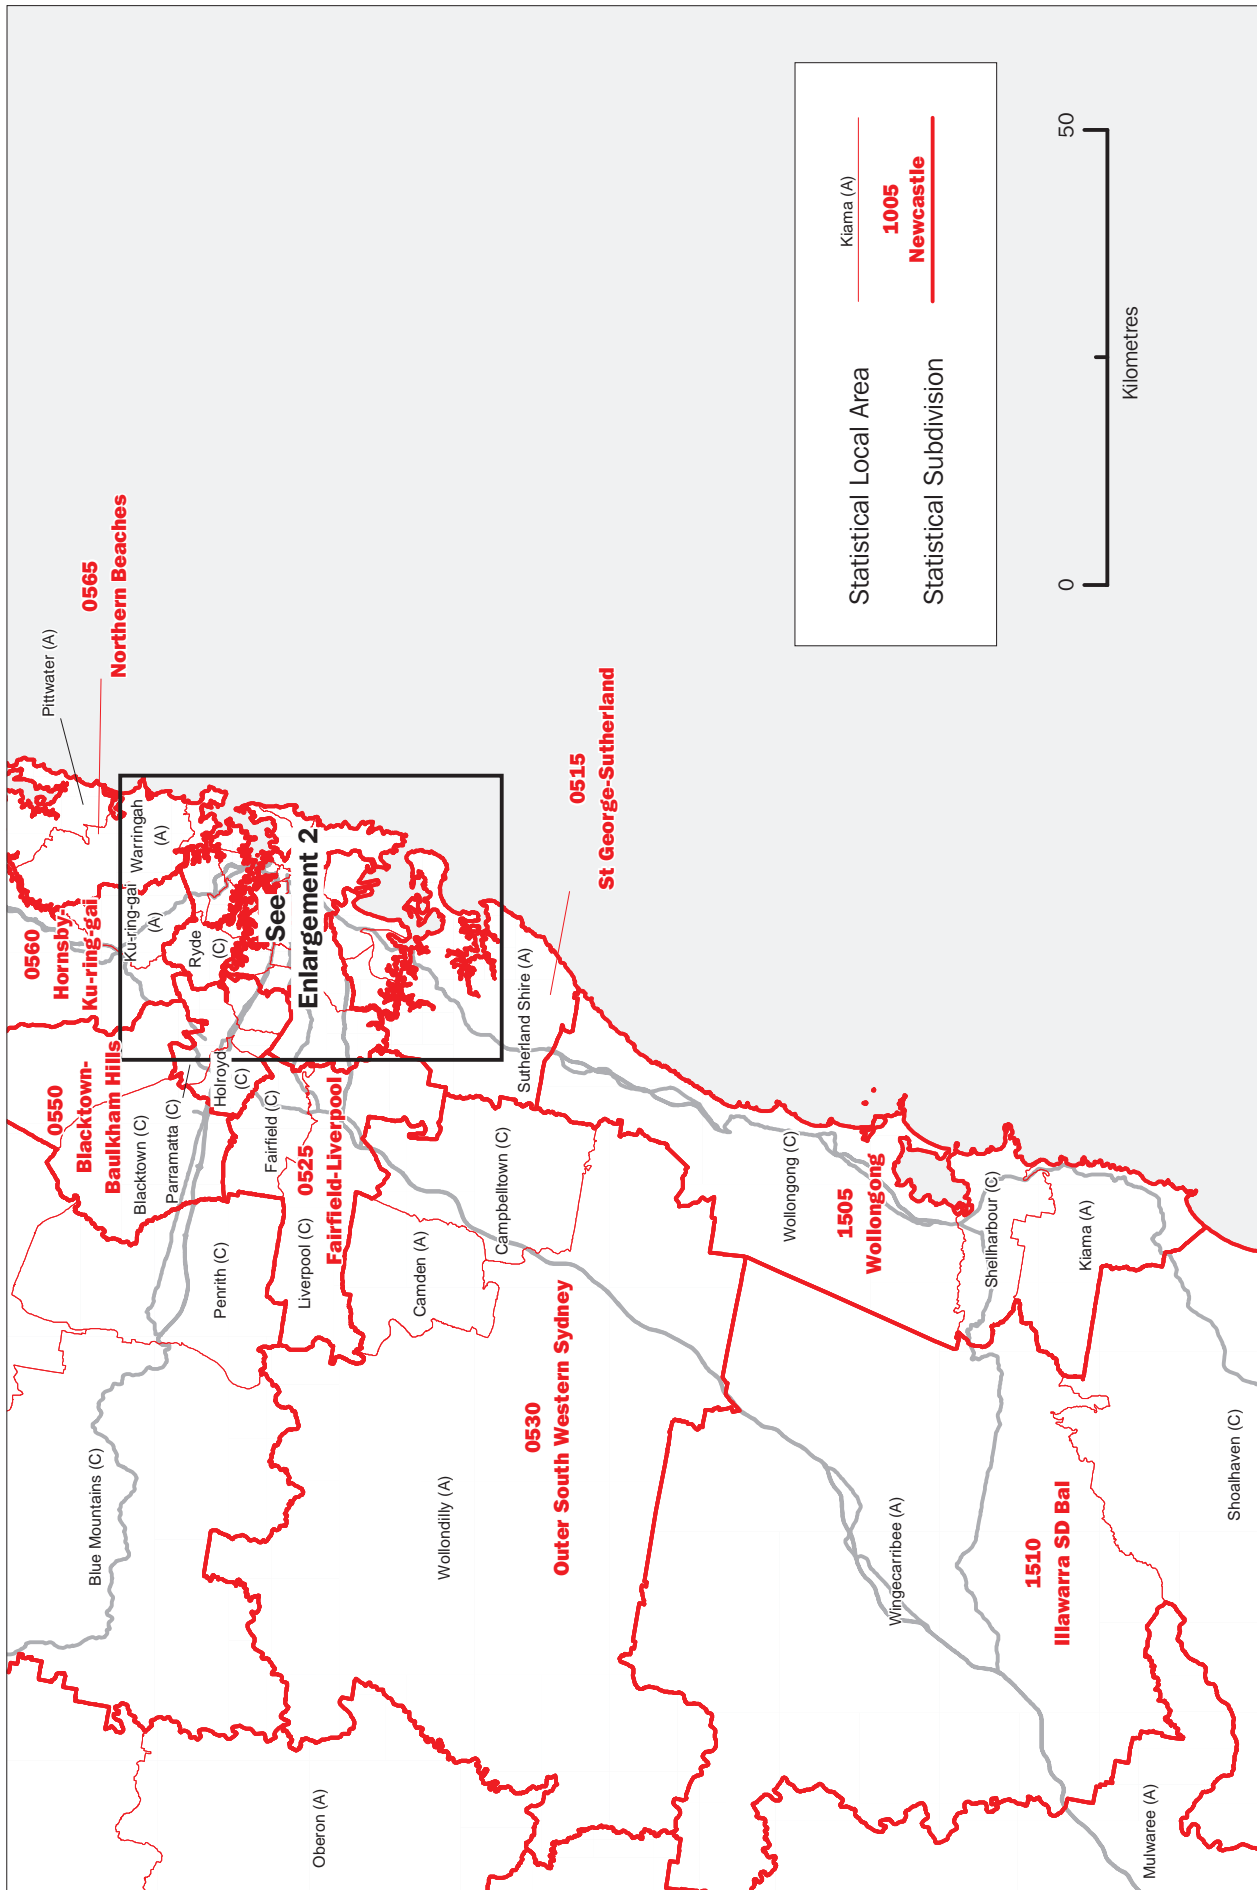 Pittwater (A)
0565
Northern Beaches
0560
Hornsby-
Ku-ring-gai
Ku-ring-gai
(A)
Warringah
(A)
Ryde
(C)
See
Enlargement 2
0550
Blacktown-
Baulkham Hills
Blacktown (C)
Parramatta (C)
Holroyd
(C)
Fairfield (C)
0525
Fairfield-Liverpool
Penrith (C)
Liverpool (C)
Blue Mountains (C)
Camden (A)
Campbelltown (C)
Sutherland Shire (A)
0515
St George-Sutherland
Oberon (A)
Wollondilly (A)
0530
Outer South Western Sydney
Wollongong (C)
1505
Wollongong
Wingecarribee (A)
Shellharbour (C)
Kiama (A)
1510
Illawarra SD Bal
Mulwaree (A)
Shoalhaven (C)
Statistical Local Area
Kiama (A)
Statistical Subdivision
1005
Newcastle
0
50
Kilometres